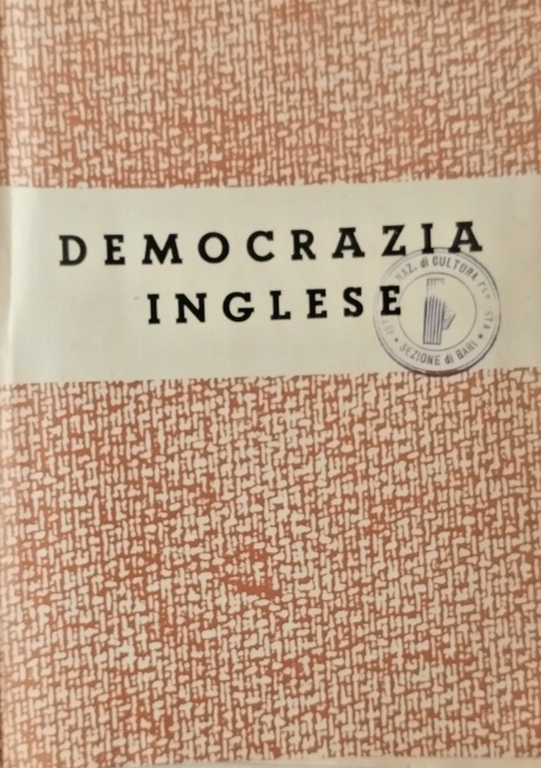 DEMOCRAZIA
INGLESE
NAZ. di CULTURA
SEZIONE di BARI